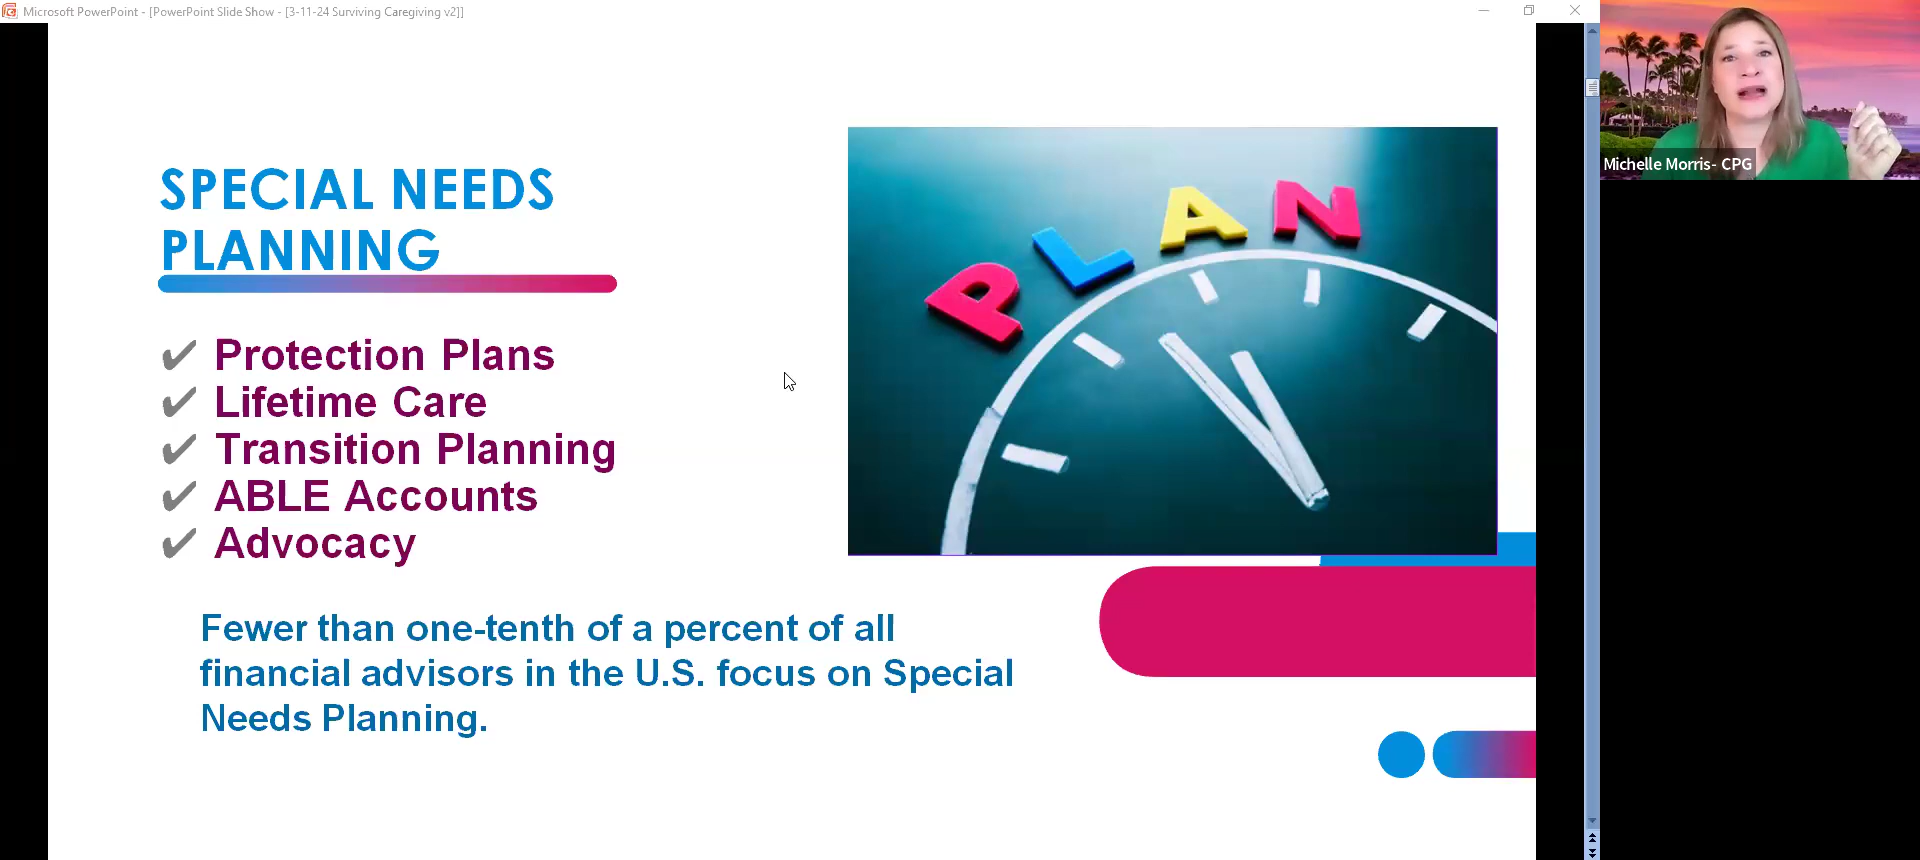 Microsoft PowerPoint - [PowerPoint Slide Show - [3-11-24 Surviving Caregiving v2]]
SPECIAL NEEDS
PLANNING
✔ Protection Plans
✔ Lifetime Care
✔ Transition Planning
✔ ABLE Accounts
✔ Advocacy
Fewer than one-tenth of a percent of all
financial advisors in the U.S. focus on Special
Needs Planning.
PLAN
Michelle Morris- CPG